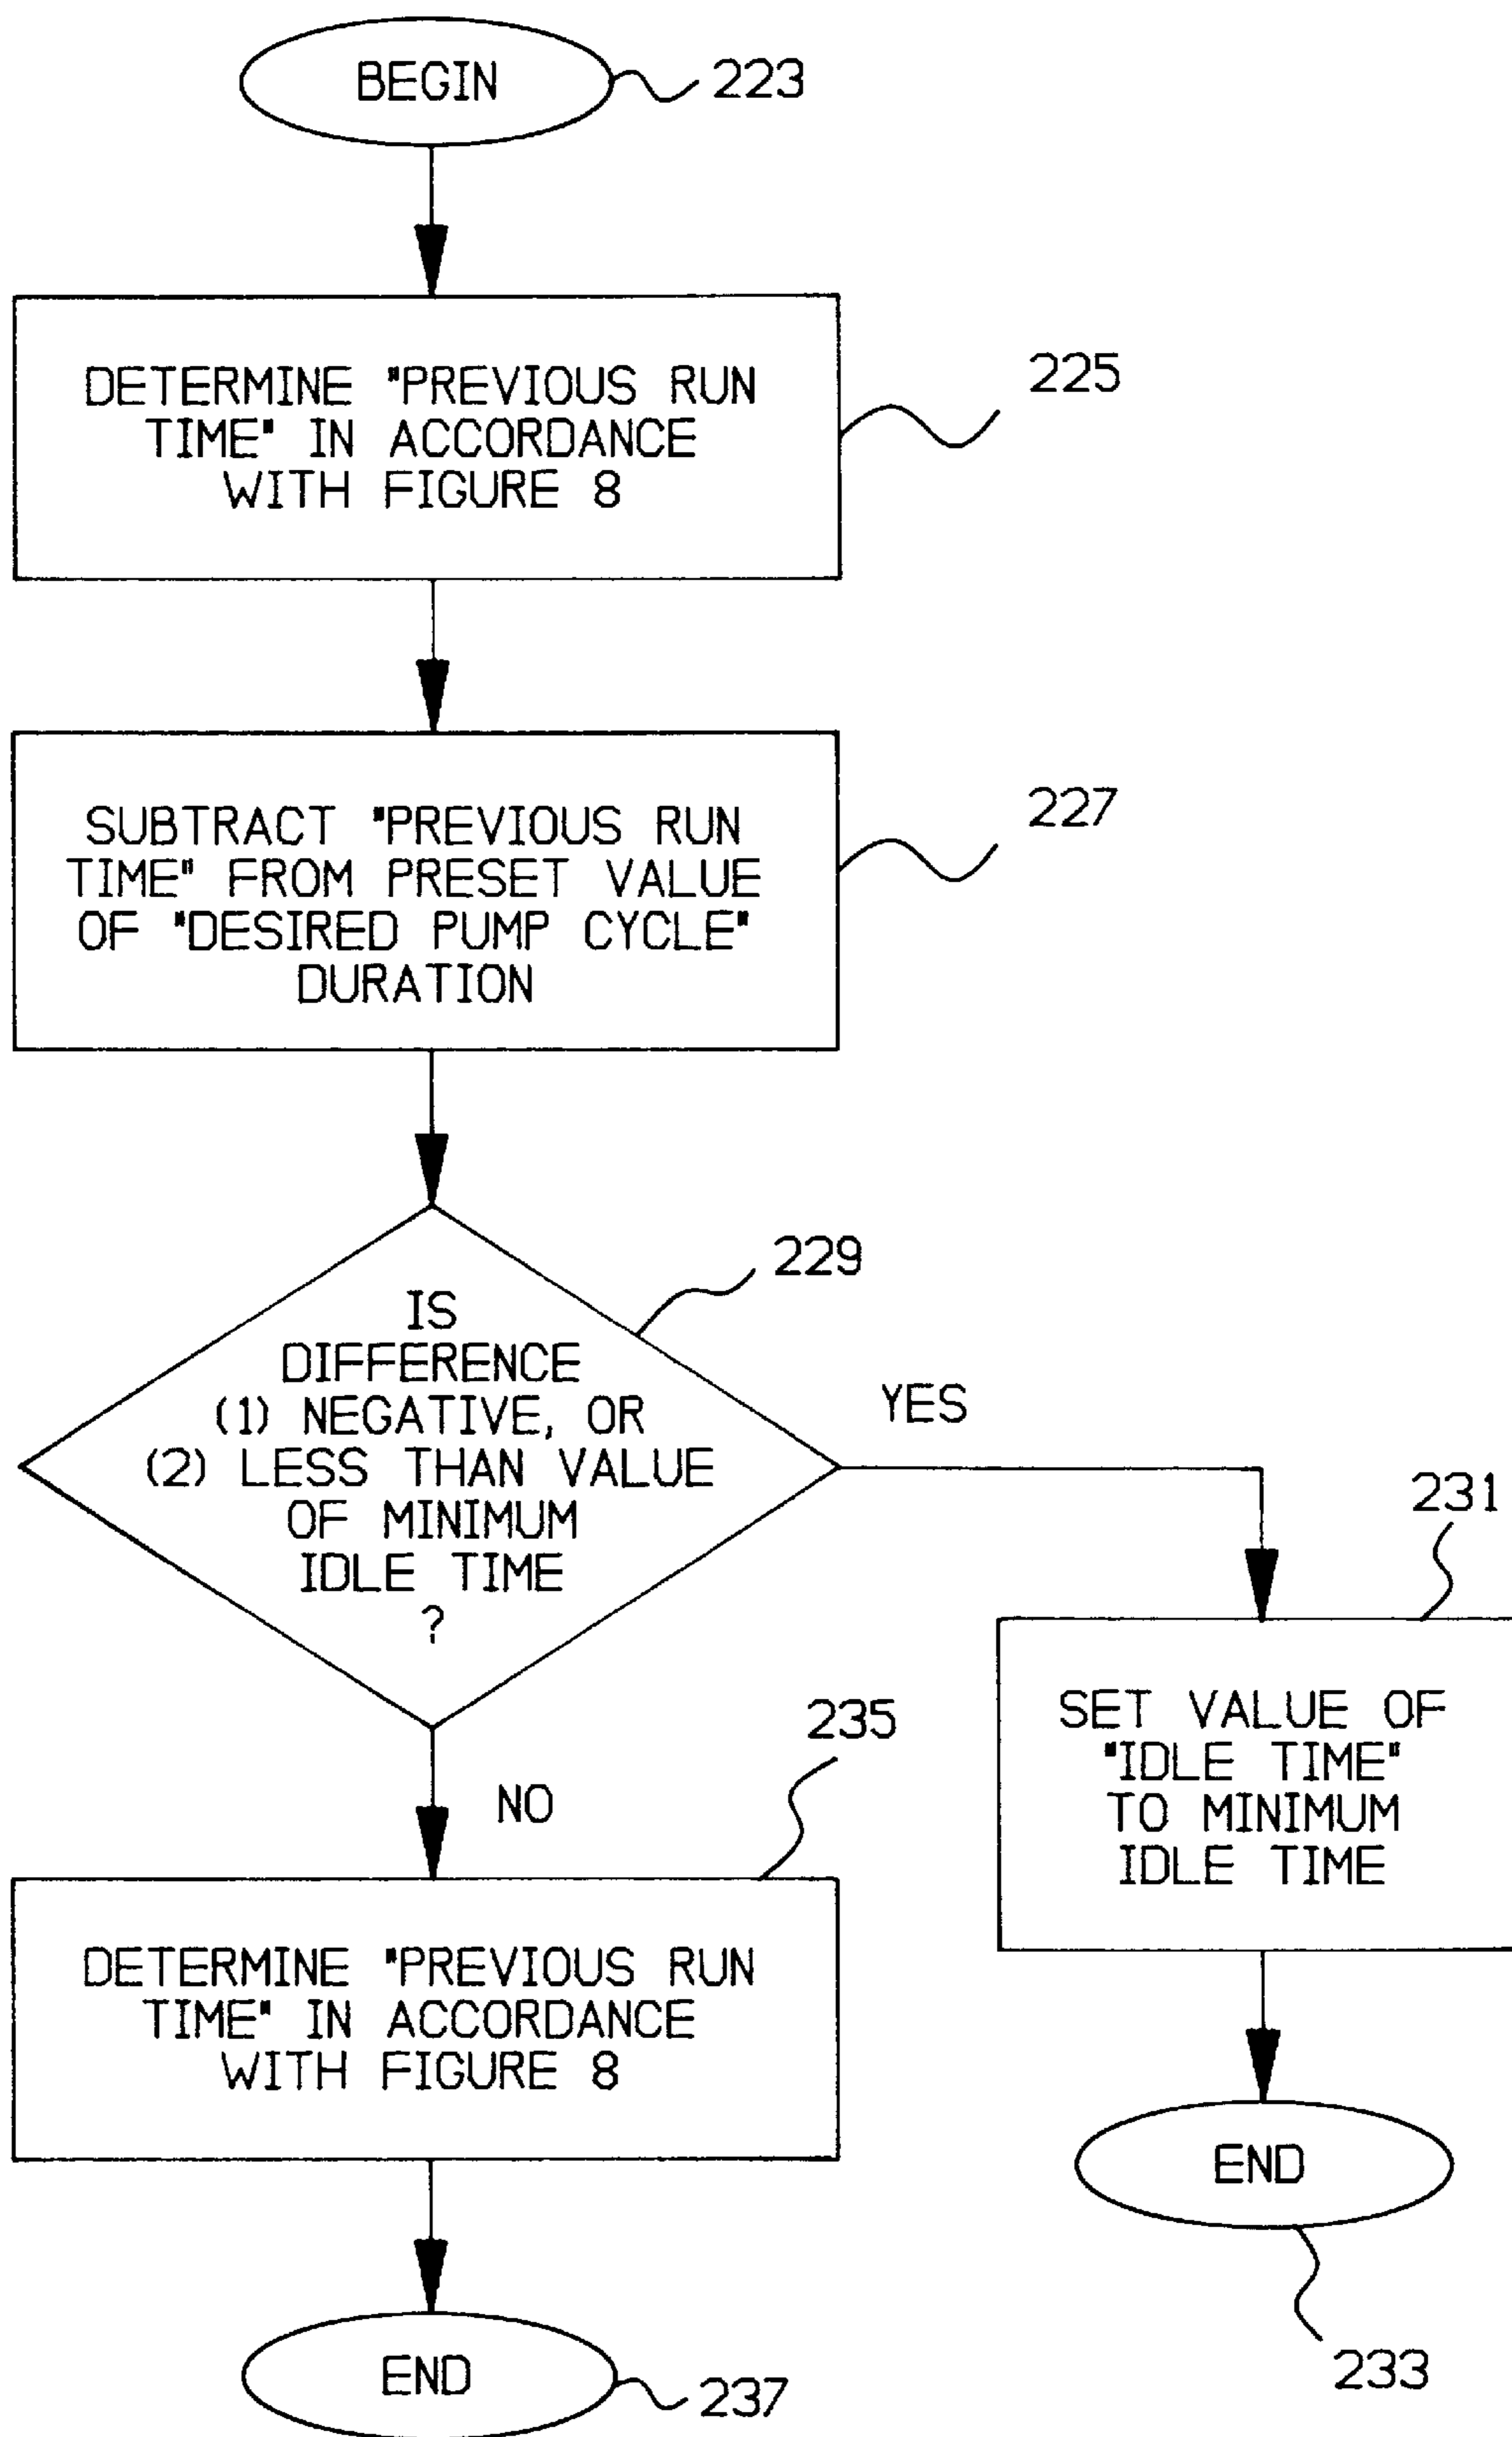 BEGIN
223
DETERMINE "PREVIOUS RUN
TIME" IN ACCORDANCE
WITH FIGURE 8
225
SUBTRACT "PREVIOUS RUN
TIME" FROM PRESET VALUE
OF "DESIRED PUMP CYCLE"
DURATION
227
229
IS
DIFFERENCE
(1) NEGATIVE, OR
(2) LESS THAN VALUE
OF MINIMUM
IDLE TIME
?
YES
231
SET VALUE OF
"IDLE TIME"
TO MINIMUM
IDLE TIME
NO
235
DETERMINE "PREVIOUS RUN
TIME" IN ACCORDANCE
WITH FIGURE 8
END
233
END
237